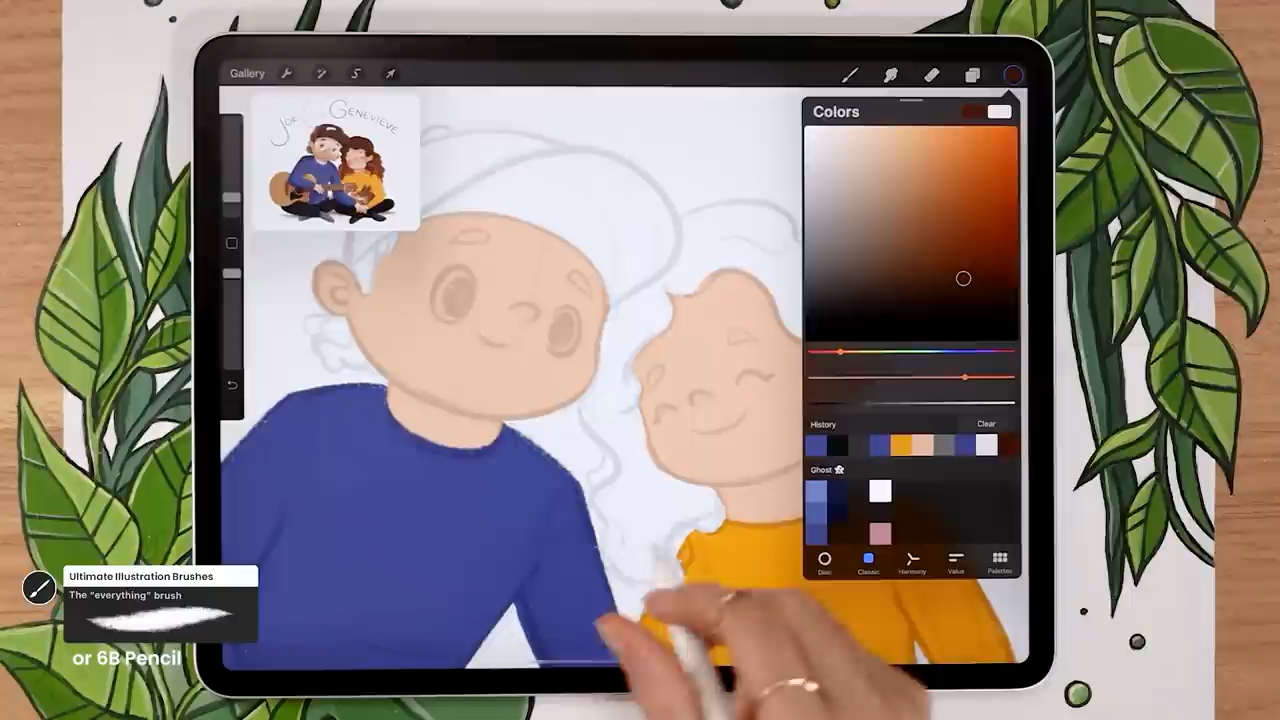 Gallery
JOE & GENEVIEVE
Colors
History
Clear
Ghost
Disc
Classic
Harmony
Value
Palettes
Ultimate Illustration Brushes
The "everything" brush
or 6B Pencil